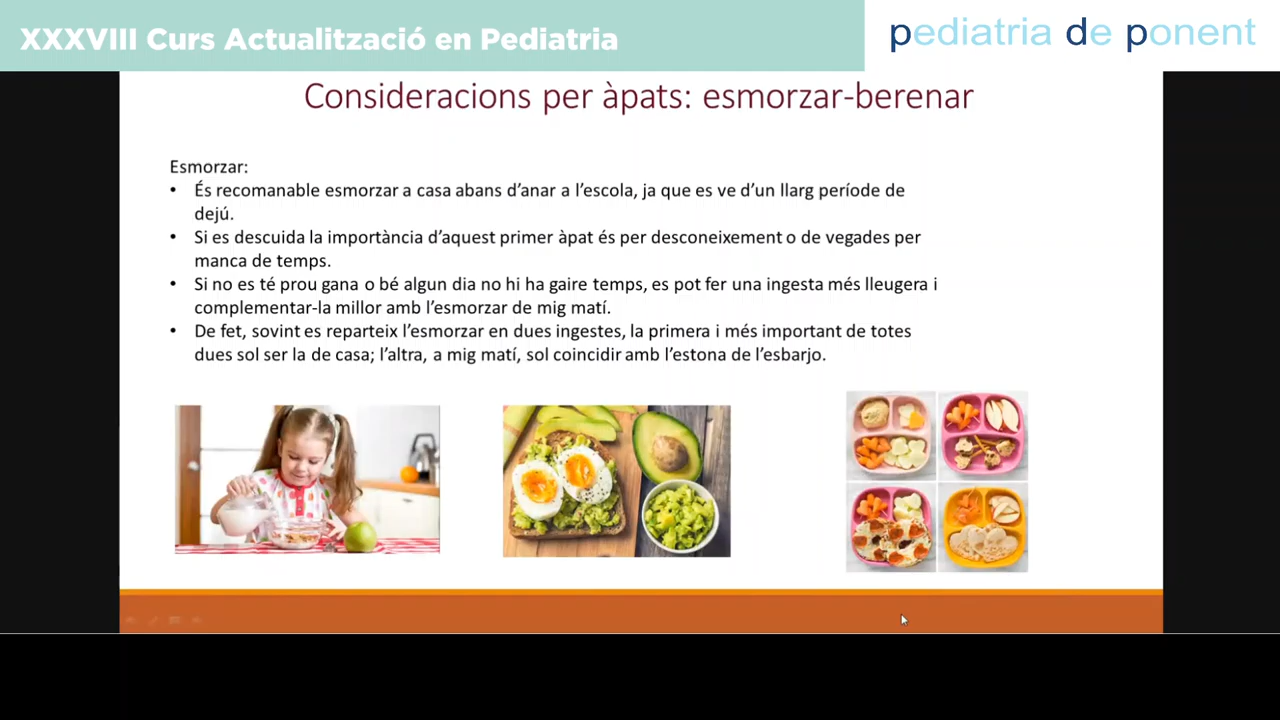 XXXVIII Curs Actualització en Pediatria
pediatria de ponent
Consideracions per àpats: esmorzar-berenar
Esmorzar:
• És recomanable esmorzar a casa abans d’anar a l’escola, ja que es ve d’un llarg període de
dejú.
• Si es descuida la importància d’aquest primer àpat és per desconeixement o de vegades per
manca de temps.
• Si no es té prou gana o bé algun dia no hi ha gaire temps, es pot fer una ingesta més lleugera i
complementar-la millor amb l’esmorzar de mig matí.
• De fet, sovint es reparteix l’esmorzar en dues ingestes, la primera i més important de totes
dues sol ser la de casa; l’altra, a mig matí, sol coincidir amb l’estona de l’esbarjo.